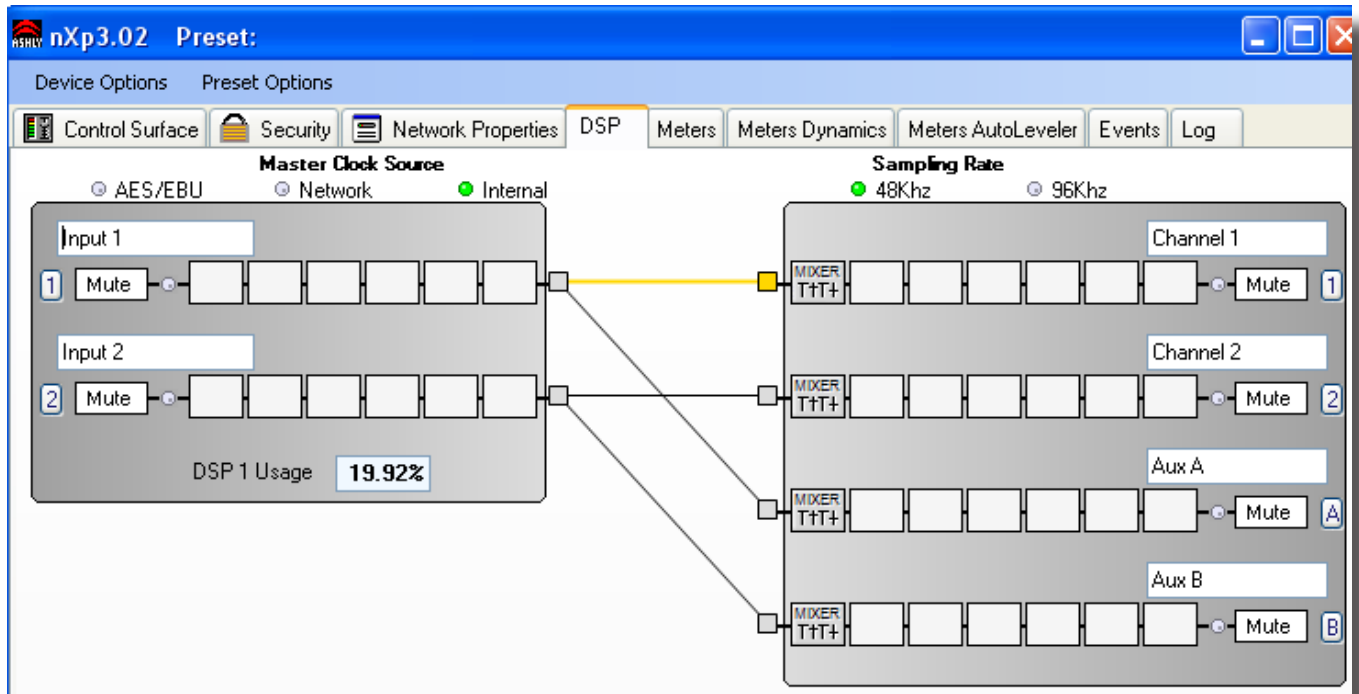 ASHLY nXp3.02 Preset:
Device Options Preset Options
Control Surface Security Network Properties DSP Meters Meters Dynamics Meters AutoLeveler Events Log
Master Clock Source Sampling Rate
AES/EBU Network Internal 48Khz 96Khz
Input 1 Channel 1
1 Mute MIXER Mute 1
Input 2 Channel 2
2 Mute MIXER Mute 2
DSP 1 Usage 19.92% Aux A
MIXER Mute A
Aux B
MIXER Mute B